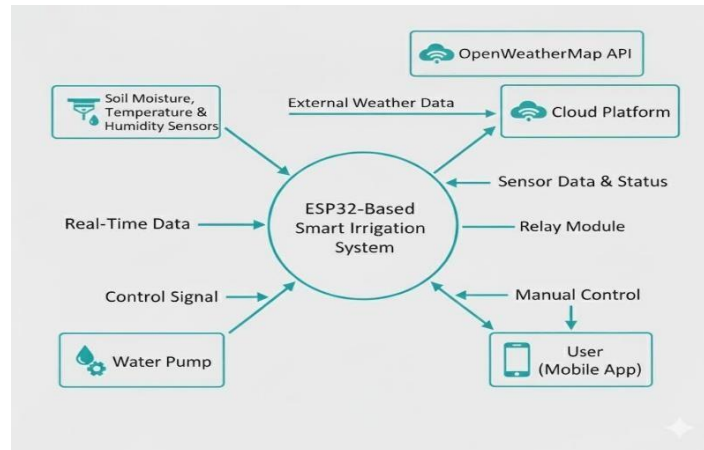 OpenWeatherMap API
Soil Moisture,
Temperature &
Humidity Sensors
External Weather Data
Cloud Platform
Sensor Data & Status
ESP32-Based
Smart Irrigation
System
Real-Time Data
Relay Module
Control Signal
Manual Control
Water Pump
User
(Mobile App)